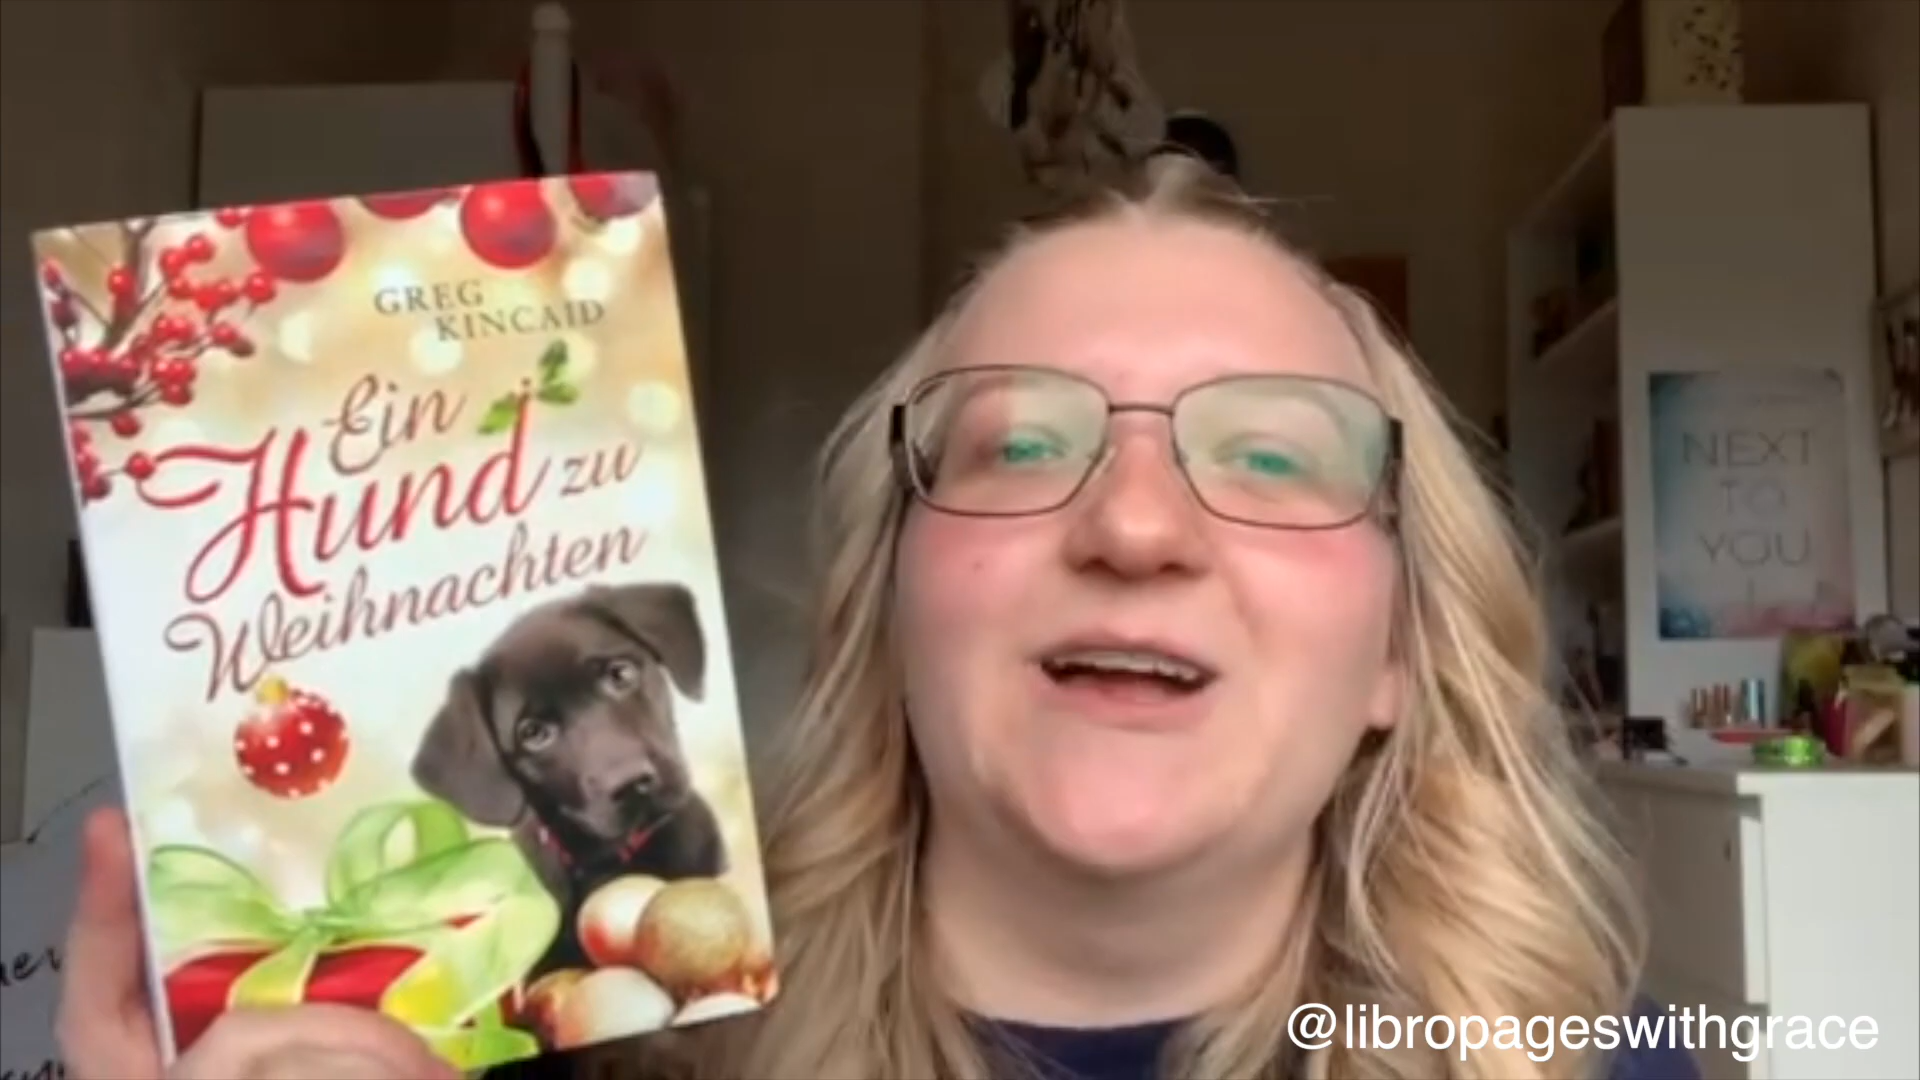 GREG
KINCAID
Ein
Hund zu
Weihnachten
NEXT
TO
YOU
@libropageswithgrace